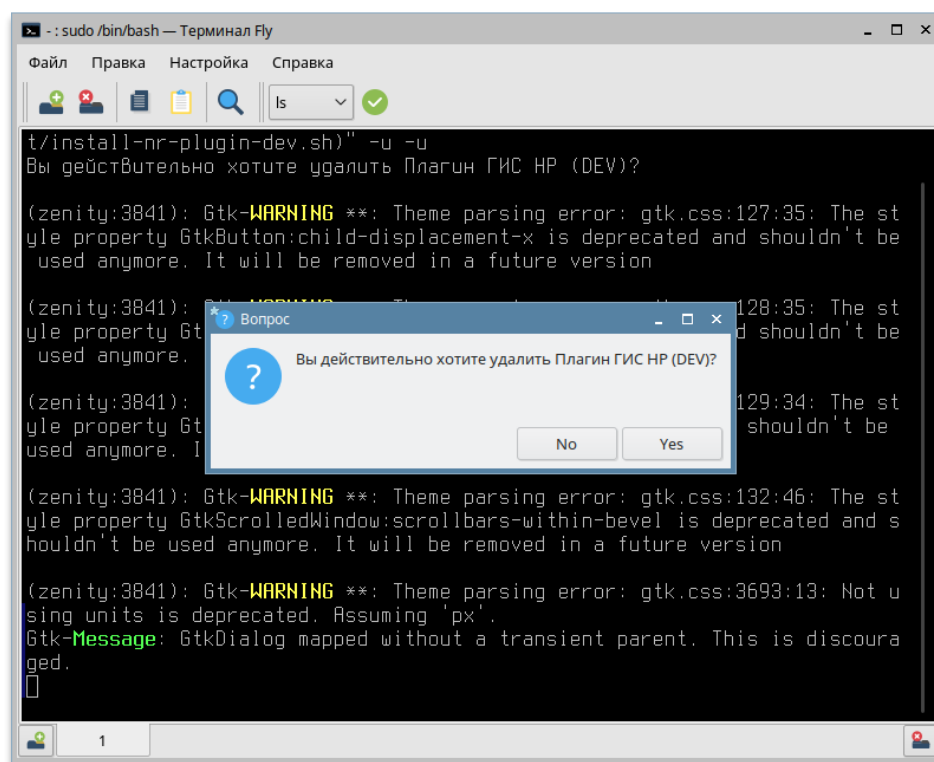 - : sudo /bin/bash — Терминал Fly
Файл Правка Настройка Справка
ls
t/install-nr-plugin-dev.sh)" -u -u
Вы действительно хотите удалить Плагин ГИС НР (DEV)?
(zenity:3841): Gtk-WARNING **: Theme parsing error: gtk.css:127:35: The st
yle property GtkButton:child-displacement-x is deprecated and shouldn't be
used anymore. It will be removed in a future version
(zenity:3841): 128:35: The st
yle property Gt d shouldn't be
used anymore.
Вопрос
Вы действительно хотите удалить Плагин ГИС НР (DEV)?
No Yes
(zenity:3841): 129:34: The st
yle property Gt shouldn't be
used anymore. I
(zenity:3841): Gtk-WARNING **: Theme parsing error: gtk.css:132:46: The st
yle property GtkScrolledWindow:scrollbars-within-bevel is deprecated and s
houldn't be used anymore. It will be removed in a future version
(zenity:3841): Gtk-WARNING **: Theme parsing error: gtk.css:3693:13: Not u
sing units is deprecated. Assuming 'px'.
Gtk-Message: GtkDialog mapped without a transient parent. This is discoura
ged.
1